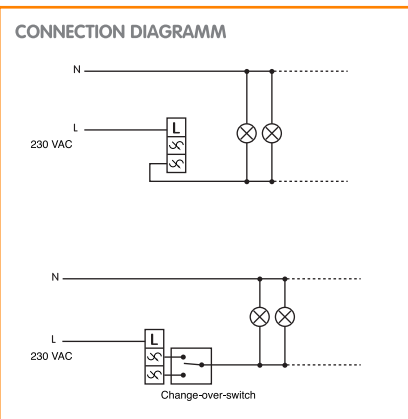 CONNECTION DIAGRAMM
N
L
230 VAC
L
N
L
230 VAC
L
Change-over-switch